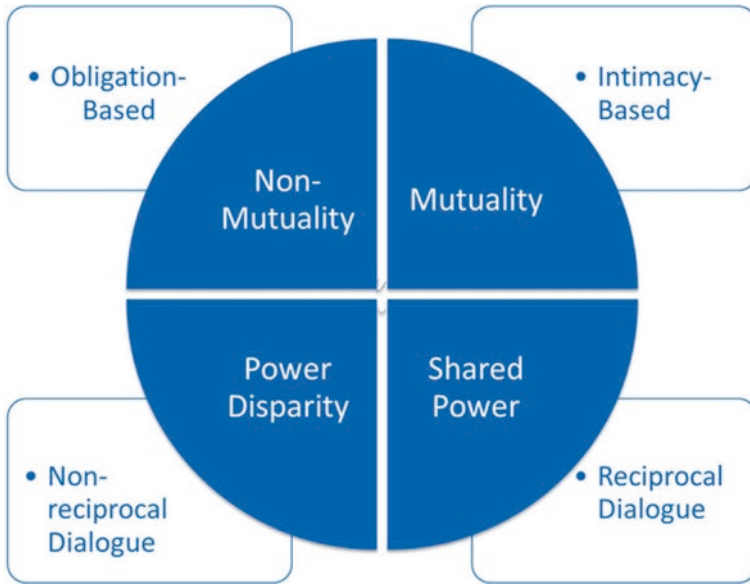 • Obligation-
Based
• Intimacy-
Based
Non-
Mutuality
Mutuality
Power
Disparity
Shared
Power
• Non-
reciprocal
Dialogue
• Reciprocal
Dialogue